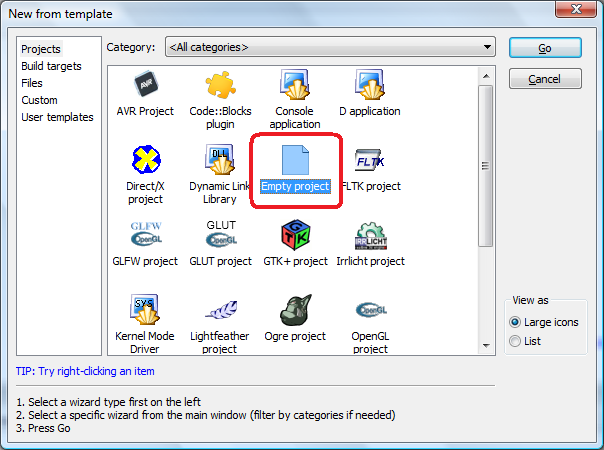 New from template
Projects
Build targets
Files
Custom
User templates
Category: <All categories>
Go
Cancel
AVR
AVR Project
Code::Blocks
plugin
Console
application
D application
Direct/X
project
DLL
Dynamic Link
Library
Empty project
FLTK
FLTK project
GLFW
OpenGL
GLFW project
GLUT
OpenGL
GLUT project
GTK
GTK+ project
IRRLICHT
Irrlicht project
SYS
Kernel Mode
Driver
Lightfeather
project
Ogre project
OpenGL
OpenGL
project
View as
Large icons
List
TIP: Try right-clicking an item
1. Select a wizard type first on the left
2. Select a specific wizard from the main window (filter by categories if needed)
3. Press Go